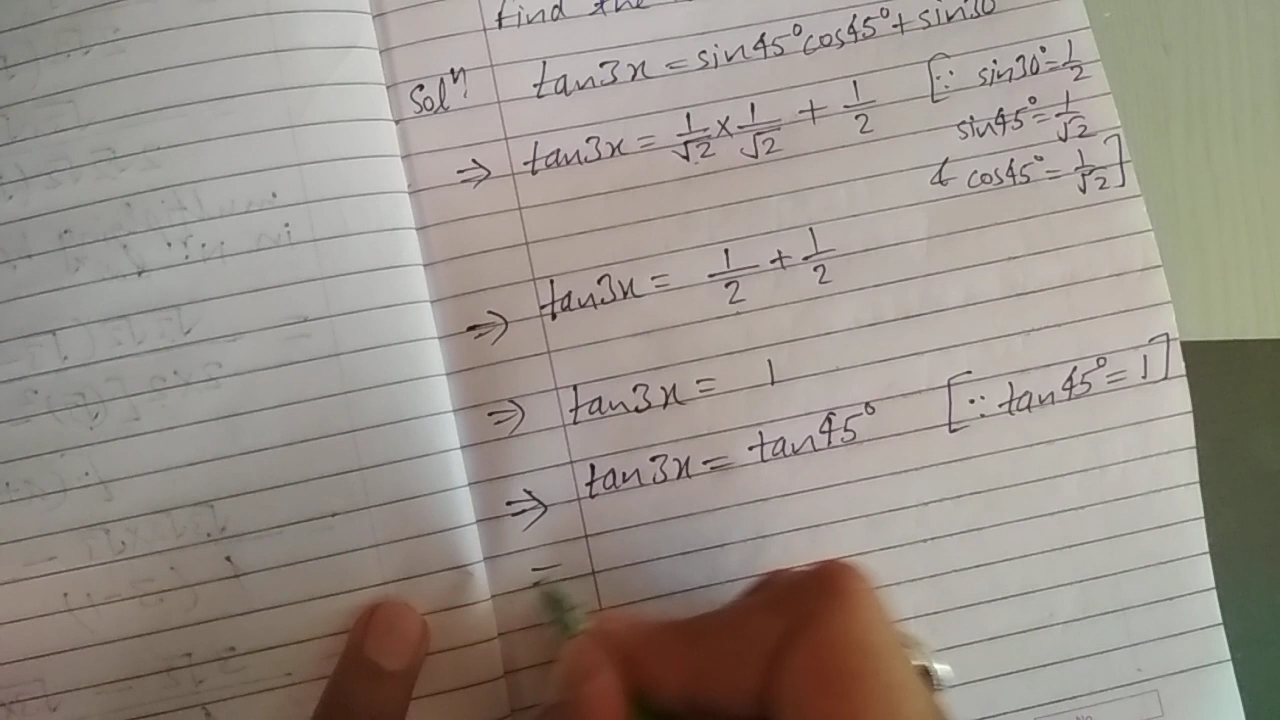 find the
Solⁿ: tan3x = sin45° cos45° + sin30°
⇒ tan3x = 1/√2 × 1/√2 + 1/2 [∵ sin30° = 1/2
sin45° = 1/√2
& cos45° = 1/√2]
⇒ tan3x = 1/2 + 1/2
⇒ tan3x = 1
⇒ tan3x = tan45° [∵ tan45° = 1]